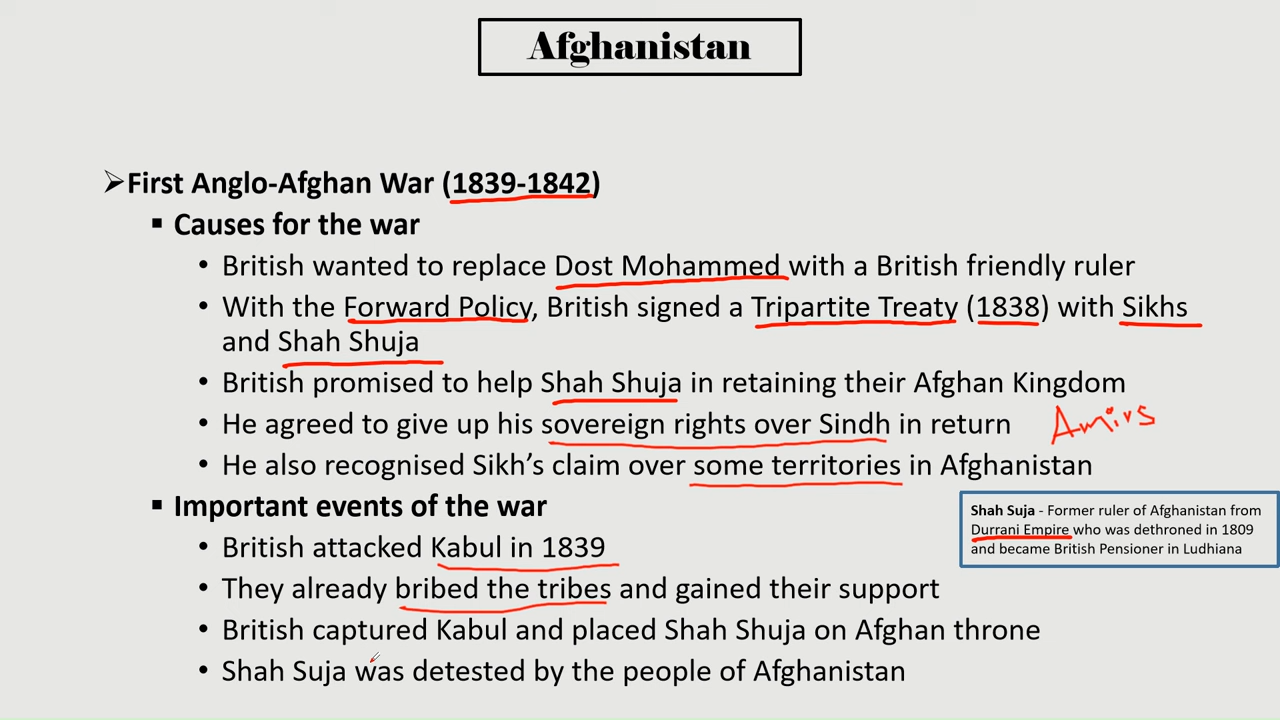 Afghanistan
➢First Anglo-Afghan War (1839-1842)
▪ Causes for the war
• British wanted to replace Dost Mohammed with a British friendly ruler
• With the Forward Policy, British signed a Tripartite Treaty (1838) with Sikhs
and Shah Shuja
• British promised to help Shah Shuja in retaining their Afghan Kingdom
• He agreed to give up his sovereign rights over Sindh in return Amirs
• He also recognised Sikh's claim over some territories in Afghanistan
▪ Important events of the war
• British attacked Kabul in 1839
• They already bribed the tribes and gained their support
• British captured Kabul and placed Shah Shuja on Afghan throne
• Shah Suja was detested by the people of Afghanistan
Shah Suja - Former ruler of Afghanistan from
Durrani Empire who was dethroned in 1809
and became British Pensioner in Ludhiana